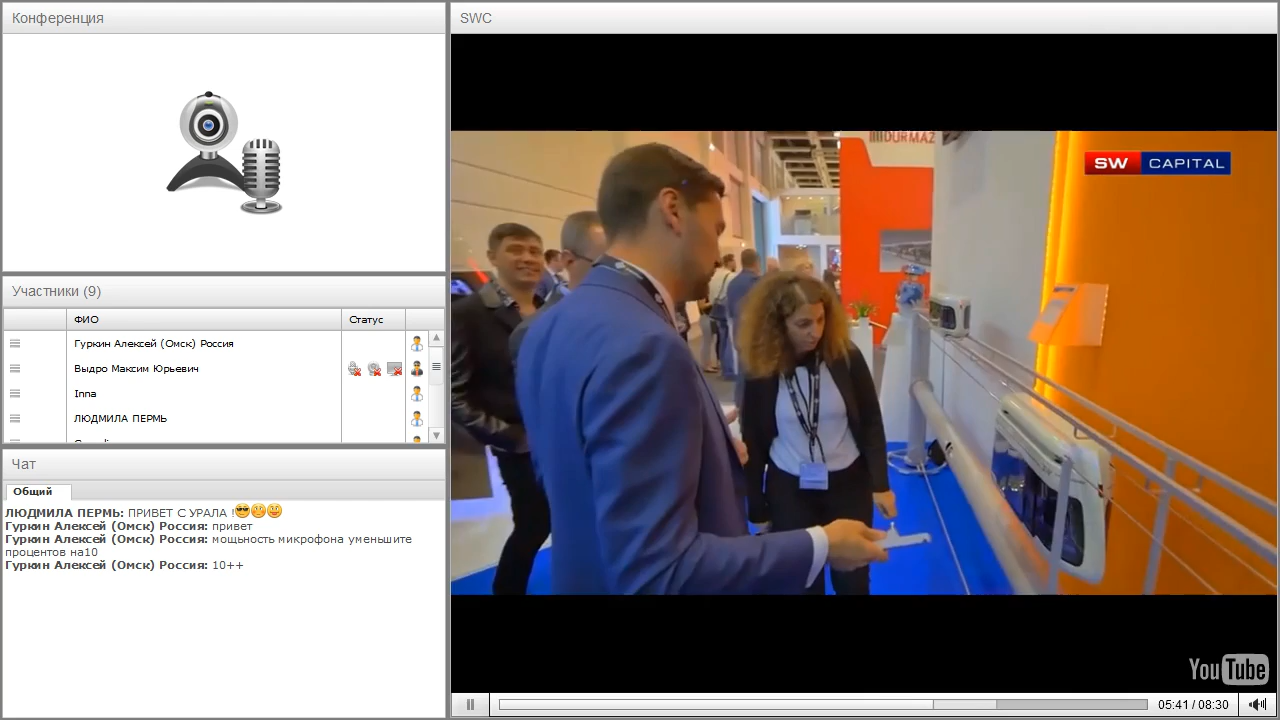 Конференция
SWC
DURMAZ
SW CAPITAL
Участники (9)
ФИО Статус
Гуркин Алексей (Омск) Россия
Выдро Максим Юрьевич
Inna
ЛЮДМИЛА ПЕРМЬ
Чат
Общий
ЛЮДМИЛА ПЕРМЬ: ПРИВЕТ С УРАЛА !
Гуркин Алексей (Омск) Россия: привет
Гуркин Алексей (Омск) Россия: мощьность микрофона уменьшите
процентов на10
Гуркин Алексей (Омск) Россия: 10++
YouTube
05:41 / 08:30